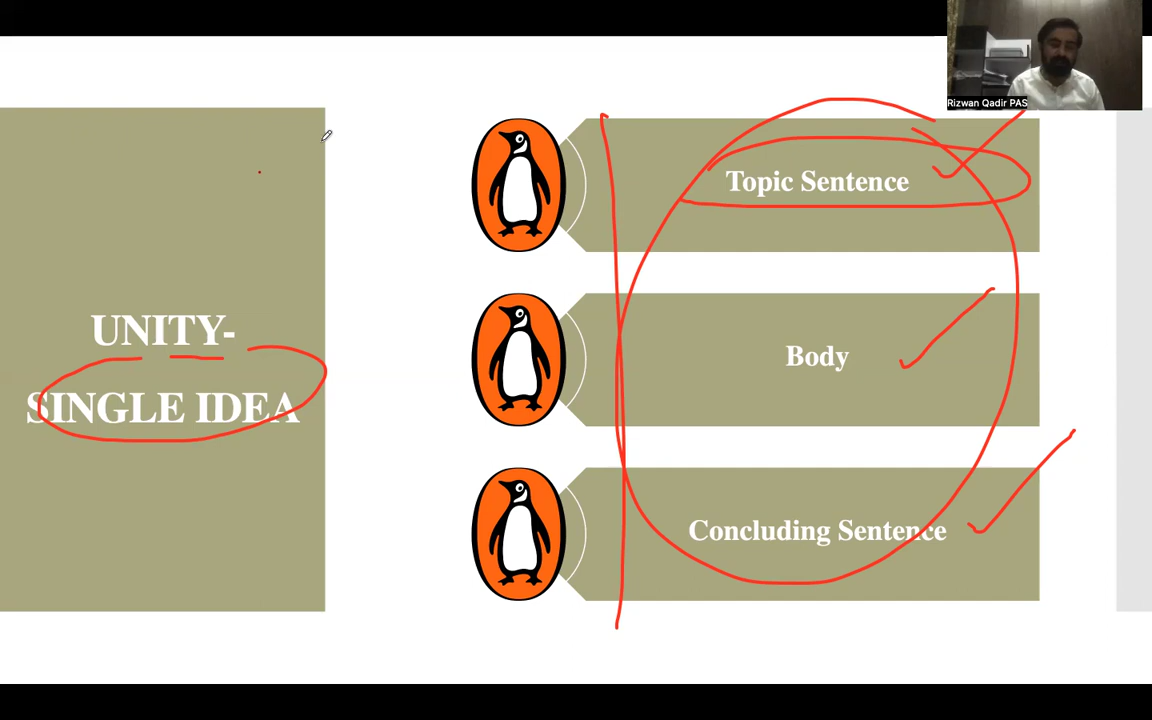 Rizwan Qadir PAS
UNITY-
SINGLE IDEA
Topic Sentence
Body
Concluding Sentence